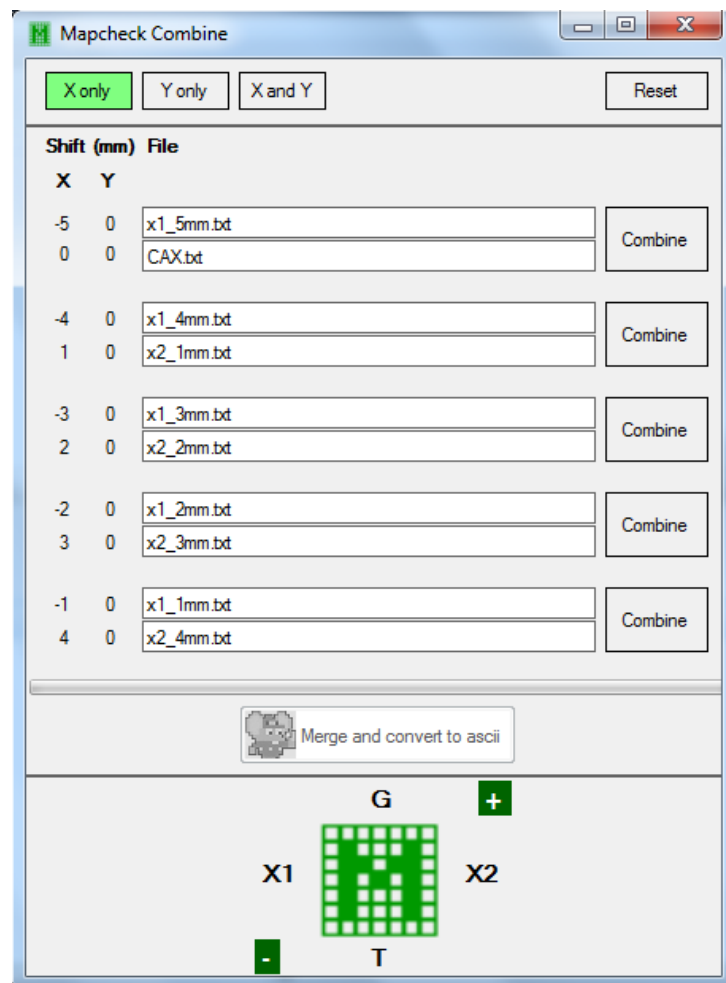 Mapcheck Combine
X only Y only X and Y Reset
Shift (mm) File
X Y
-5 0 x1_5mm.txt
Combine
0 0 CAX.txt
-4 0 x1_4mm.txt
Combine
1 0 x2_1mm.txt
-3 0 x1_3mm.txt
Combine
2 0 x2_2mm.txt
-2 0 x1_2mm.txt
Combine
3 0 x2_3mm.txt
-1 0 x1_1mm.txt
Combine
4 0 x2_4mm.txt
Merge and convert to ascii
G +
X1 X2
- T